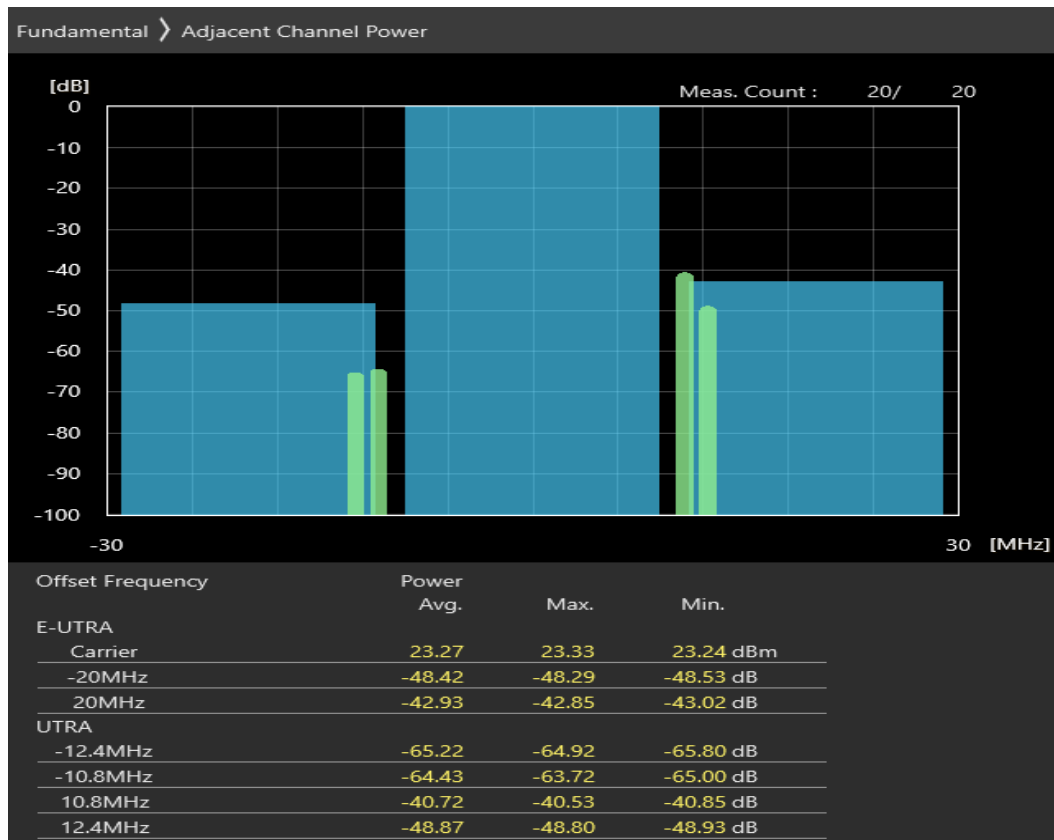 Fundamental ❭ Adjacent Channel Power
[dB]
Meas. Count : 20/ 20
0
-10
-20
-30
-40
-50
-60
-70
-80
-90
-100
-30 30 [MHz]
Offset Frequency Power
Avg. Max. Min.
E-UTRA
Carrier 23.27 23.33 23.24 dBm
-20MHz -48.42 -48.29 -48.53 dB
20MHz -42.93 -42.85 -43.02 dB
UTRA
-12.4MHz -65.22 -64.92 -65.80 dB
-10.8MHz -64.43 -63.72 -65.00 dB
10.8MHz -40.72 -40.53 -40.85 dB
12.4MHz -48.87 -48.80 -48.93 dB